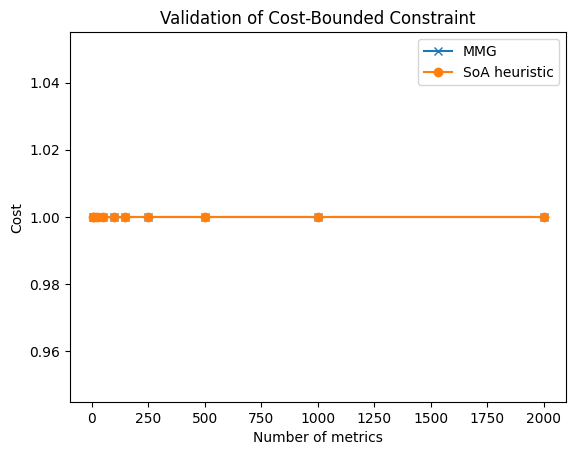 Validation of Cost-Bounded Constraint
MMG
SoA heuristic
1.04
1.02
1.00
0.98
0.96
Cost
0
250
500
750
1000
1250
1500
1750
2000
Number of metrics